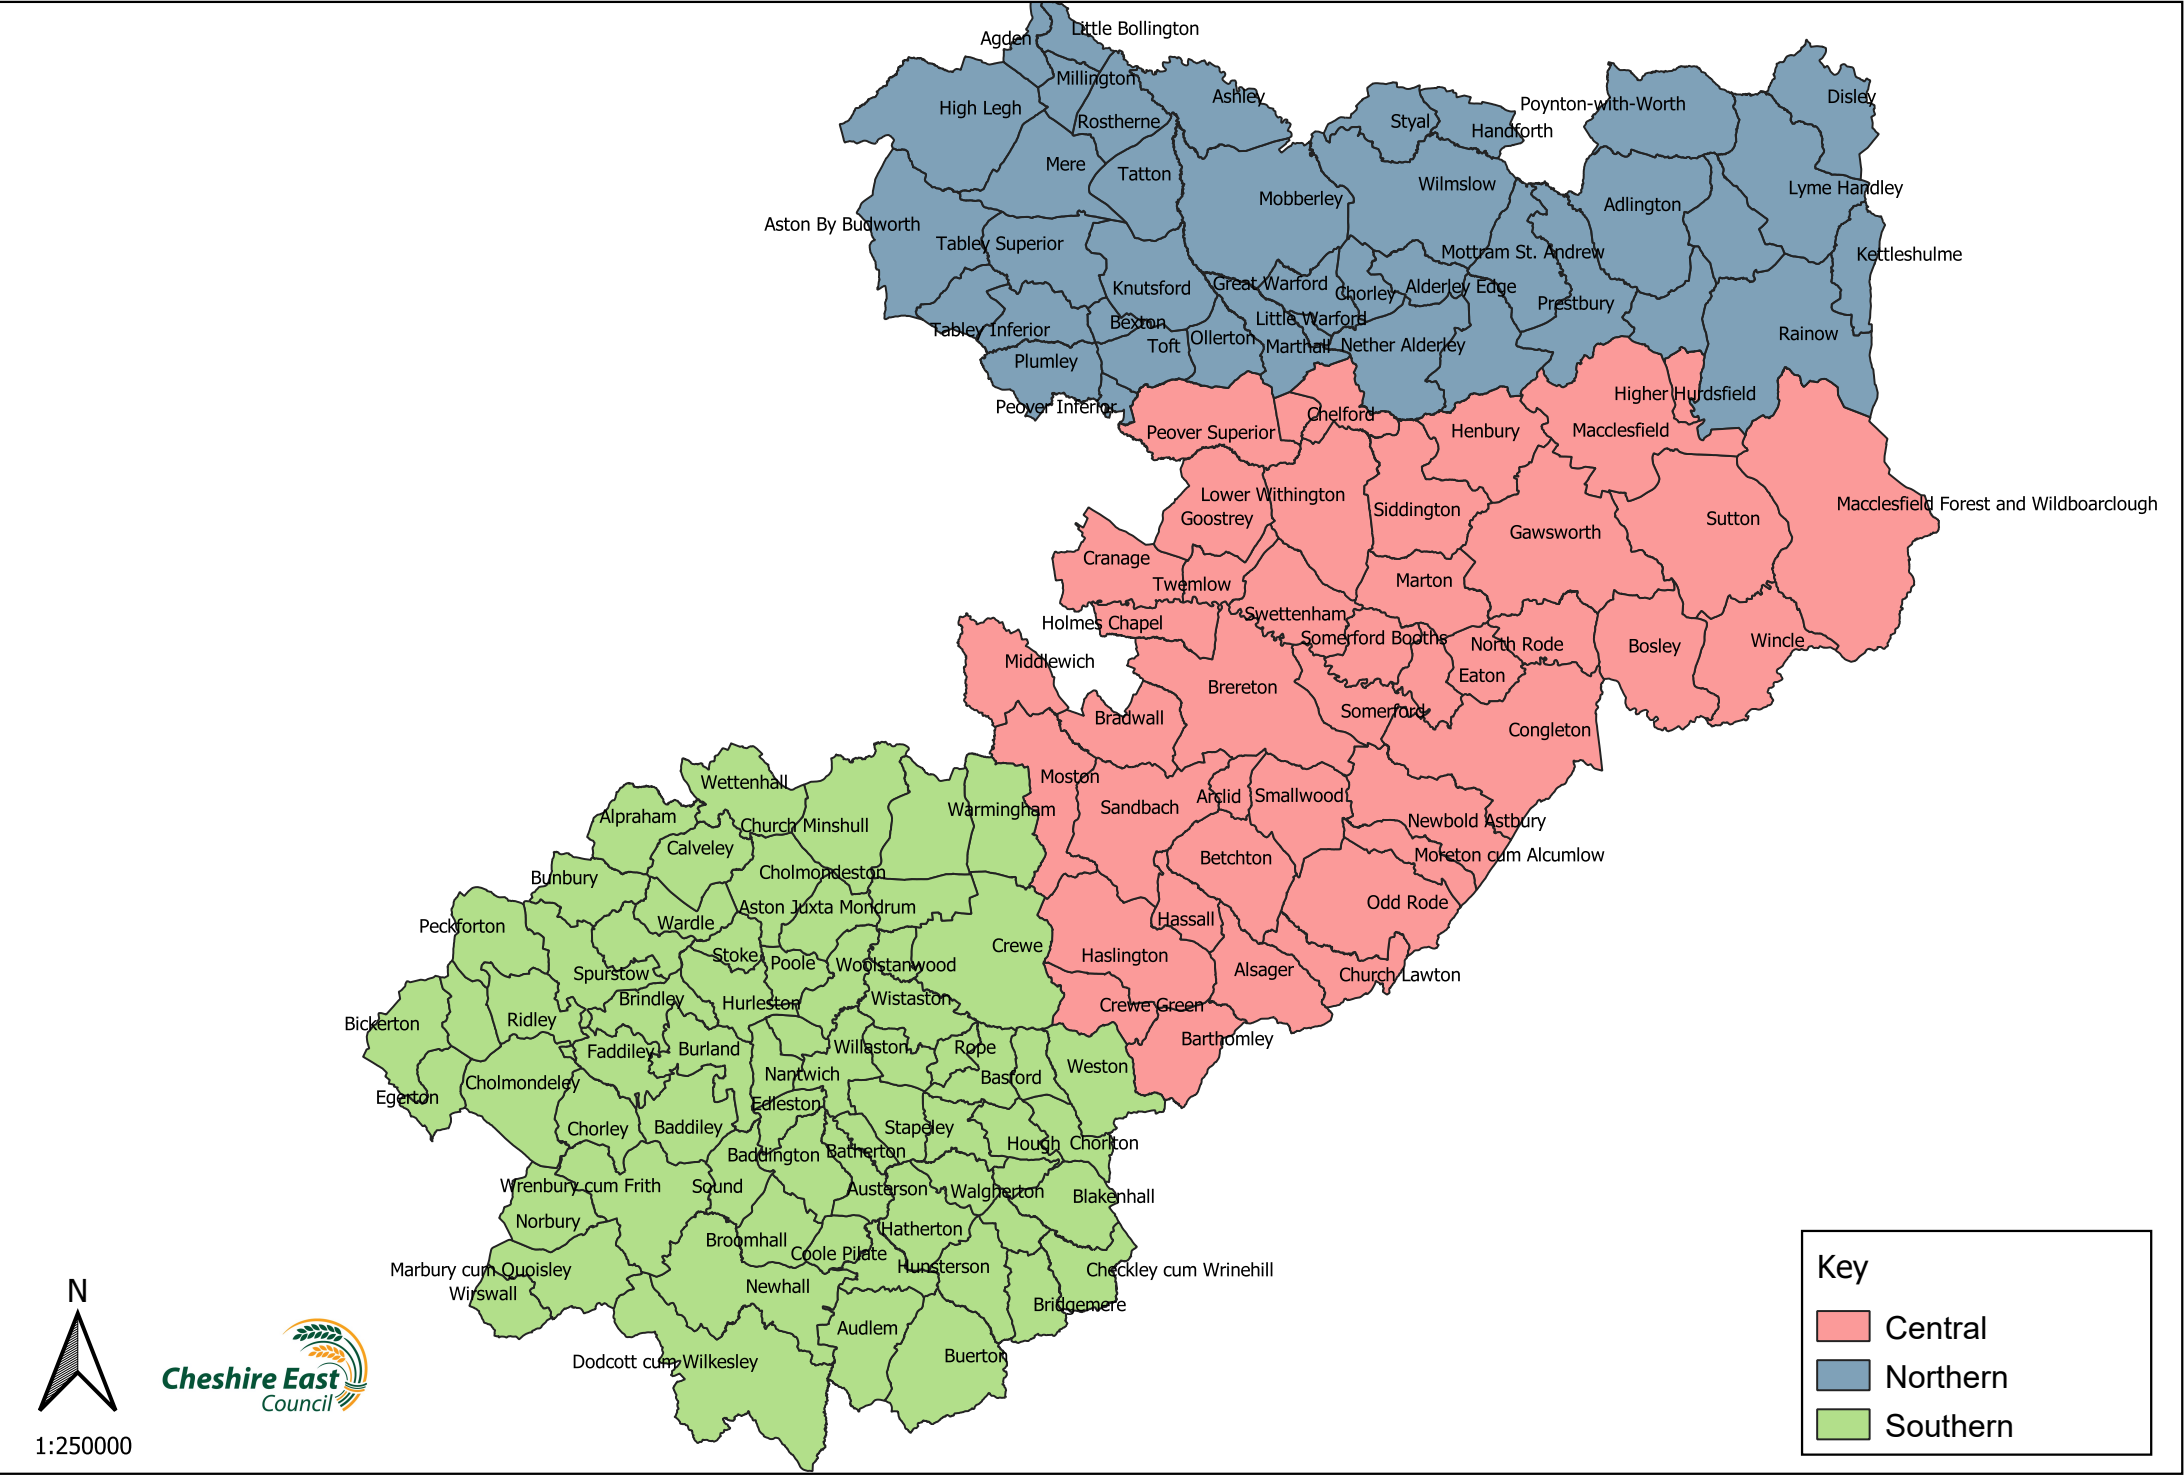 Little Bollington
Agden
Millington
Ashley
High Legh
Rostherne
Styal
Handforth
Poynton-with-Worth
Disley
Mere
Tatton
Mobberley
Wilmslow
Adlington
Lyme Handley
Aston By Budworth
Tabley Superior
Mottram St. Andrew
Kettleshulme
Knutsford
Great Warford
Chorley
Alderley Edge
Prestbury
Tabley Inferior
Bexton
Little Warford
Rainow
Plumley
Toft
Ollerton
Marthall
Nether Alderley
Peover Inferior
Higher Hurdsfield
Chelford
Peover Superior
Henbury
Macclesfield
Lower Withington
Goostrey
Siddington
Gawsworth
Sutton
Macclesfield Forest and Wildboarclough
Cranage
Twemlow
Marton
Holmes Chapel
Swettenham
Somerford Booths
North Rode
Bosley
Wincle
Middlewich
Eaton
Brereton
Bradwall
Somerford
Congleton
Moston
Wettenhall
Sandbach
Arclid
Smallwood
Warmingham
Alpraham
Church Minshull
Newbold Astbury
Calveley
Betchton
Moreton cum Alcumlow
Bunbury
Cholmondeston
Odd Rode
Aston Juxta Mondrum
Wardle
Hassall
Peckforton
Crewe
Haslington
Stoke
Poole
Woolstanwood
Alsager
Church Lawton
Spurstow
Brindley
Hurleston
Wistaston
Crewe Green
Bickerton
Ridley
Barthomley
Faddiley
Burland
Willaston
Rope
Weston
Cholmondeley
Nantwich
Basford
Egerton
Edleston
Chorley
Baddiley
Stapeley
Hough
Chorlton
Baddington
Batherton
Wrenbury cum Frith
Sound
Austerson
Walgherton
Blakenhall
Norbury
Broomhall
Coole Pilate
Hatherton
Marbury cum Quoisley
Wirswall
Newhall
Hunsterson
Checkley cum Wrinehill
Bridgemere
Audlem
Buerton
Dodcott cum Wilkesley
N
1:250000
Cheshire East
Council
Key
Central
Northern
Southern